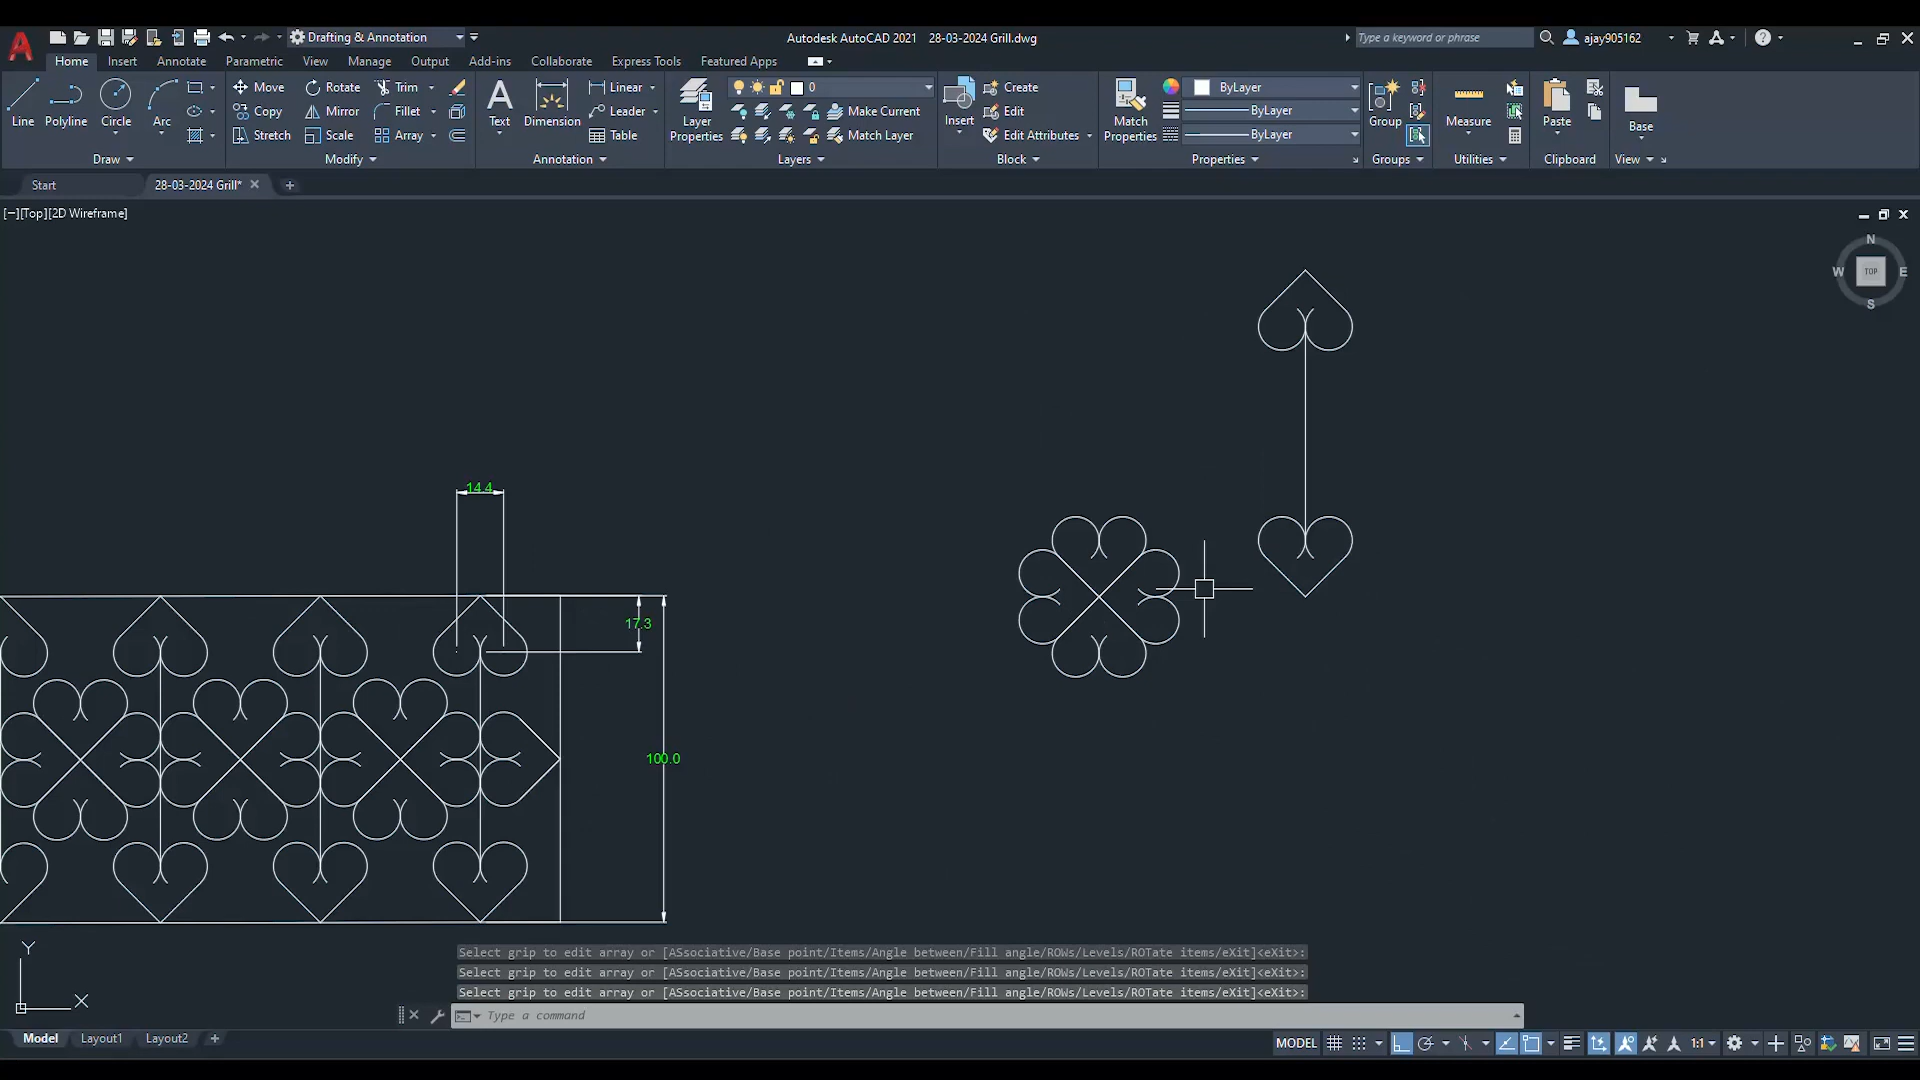 Drafting & Annotation
Autodesk AutoCAD 2021 28-03-2024 Grill.dwg
Type a keyword or phrase
ajay905162
Home Insert Annotate Parametric View Manage Output Add-ins Collaborate Express Tools Featured Apps
Line Polyline Circle Arc
Draw
Move Rotate Trim
Copy Mirror Fillet
Stretch Scale Array
Modify
Text Dimension
Linear
Leader
Table
Annotation
Layer
Properties
0
Make Current
Match Layer
Layers
Insert
Create
Edit
Edit Attributes
Block
Match
Properties
ByLayer
ByLayer
ByLayer
Properties
Group
Groups
Measure
Utilities
Paste
Clipboard
Base
View
Start 28-03-2024 Grill*
[−][Top][2D Wireframe]
N
W TOP E
S
14.4
17.3
100.0
Y
X
Select grip to edit array or [ASsociative/Base point/Items/Angle between/Fill angle/ROWs/Levels/ROTate items/eXit]<eXit>:
Select grip to edit array or [ASsociative/Base point/Items/Angle between/Fill angle/ROWs/Levels/ROTate items/eXit]<eXit>:
Select grip to edit array or [ASsociative/Base point/Items/Angle between/Fill angle/ROWs/Levels/ROTate items/eXit]<eXit>:
Type a command
Model Layout1 Layout2
MODEL
1:1